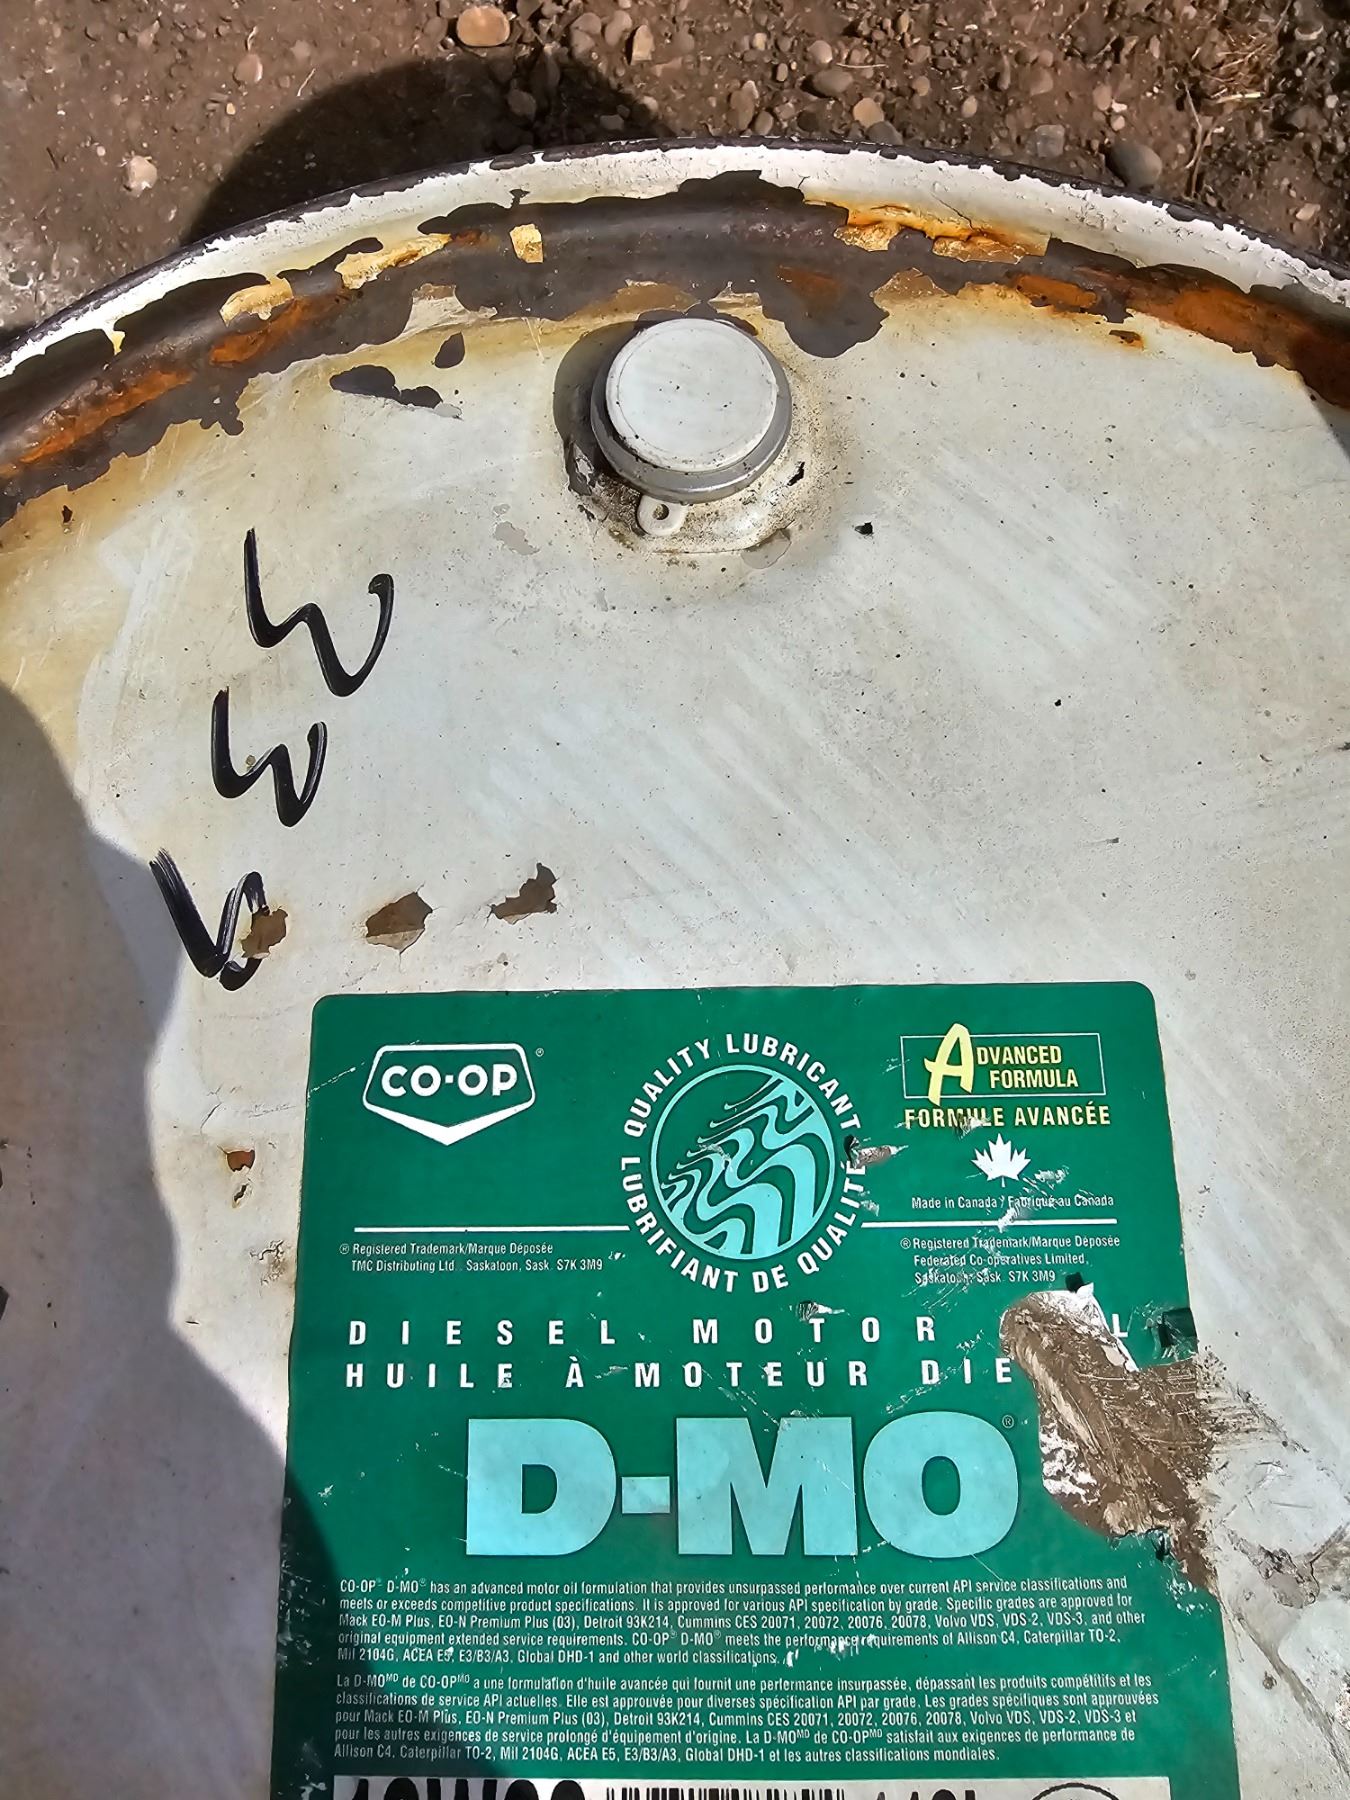 CO-OP®
QUALITY LUBRICANT
LUBRIFIANT DE QUALITÉ
ADVANCED
FORMULA
FORMULE AVANCÉE
Made in Canada / Fabriqué au Canada
® Registered Trademark/Marque Déposée
TMC Distributing Ltd. Saskatoon, Sask. S7K 3M9
® Registered Trademark/Marque Déposée
Federated Co-operatives Limited,
Saskatoon, Sask. S7K 3M9
DIESEL MOTOR L
HUILE À MOTEUR DIE
D-MO®
CO-OP® D-MO® has an advanced motor oil formulation that provides unsurpassed performance over current API service classifications and
meets or exceeds competitive product specifications. It is approved for various API specification by grade. Specific grades are approved for
Mack EO-M Plus, EO-N Premium Plus (03), Detroit 93K214, Cummins CES 20071, 20072, 20076, 20078, Volvo VDS, VDS-2, VDS-3, and other
original equipment extended service requirements. CO-OP® D-MO® meets the performance requirements of Allison C4, Caterpillar TO-2,
Mil 2104G, ACEA E5, E3/B3/A3, Global DHD-1 and other world classifications.
La D-MOMD de CO-OPMD a une formulation d'huile avancée qui fournit une performance insurpassée, dépassant les produits compétitifs et les
classifications de service API actuelles. Elle est approuvée pour diverses spécification API par grade. Les grades spécifiques sont approuvées
pour Mack EO-M Plus, EO-N Premium Plus (03), Detroit 93K214, Cummins CES 20071, 20072, 20076, 20078, Volvo VDS, VDS-2, VDS-3 et
pour les autres exigences de service prolongé d'équipement d'origine. La D-MOMD de CO-OPMD satisfait aux exigences de performance de
Allison C4, Caterpillar TO-2, Mil 2104G, ACEA E5, E3/B3/A3, Global DHD-1 et les autres classifications mondiales.